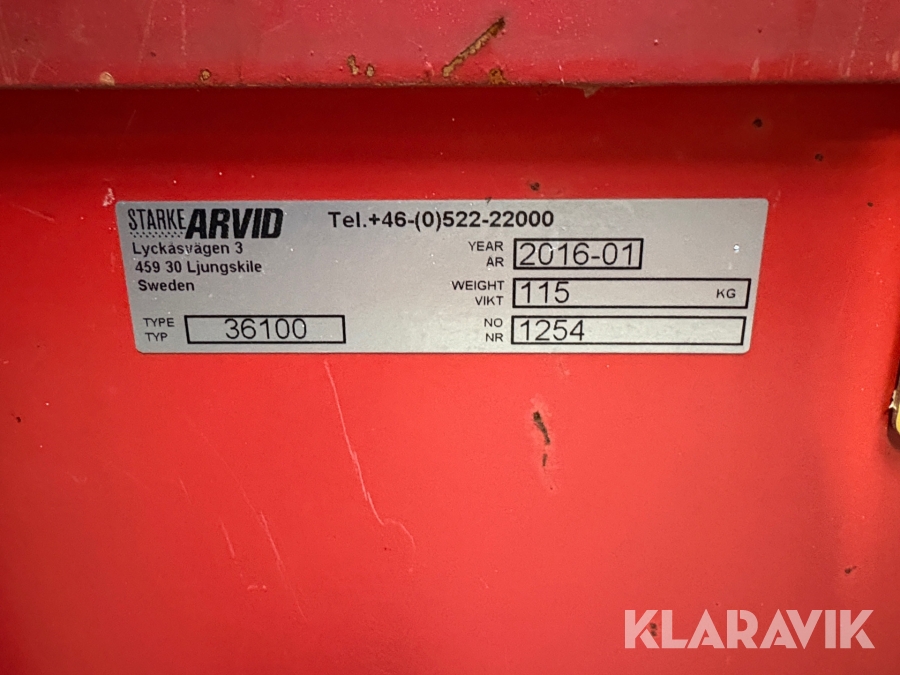 STARKE ARVID
Tel.+46-(0)522-22000
Lyckåsvägen 3
459 30 Ljungskile
Sweden
YEAR
AR
2016-01
WEIGHT
VIKT
115 KG
TYPE
TYP
36100
NO
NR
1254
KLARAVIK